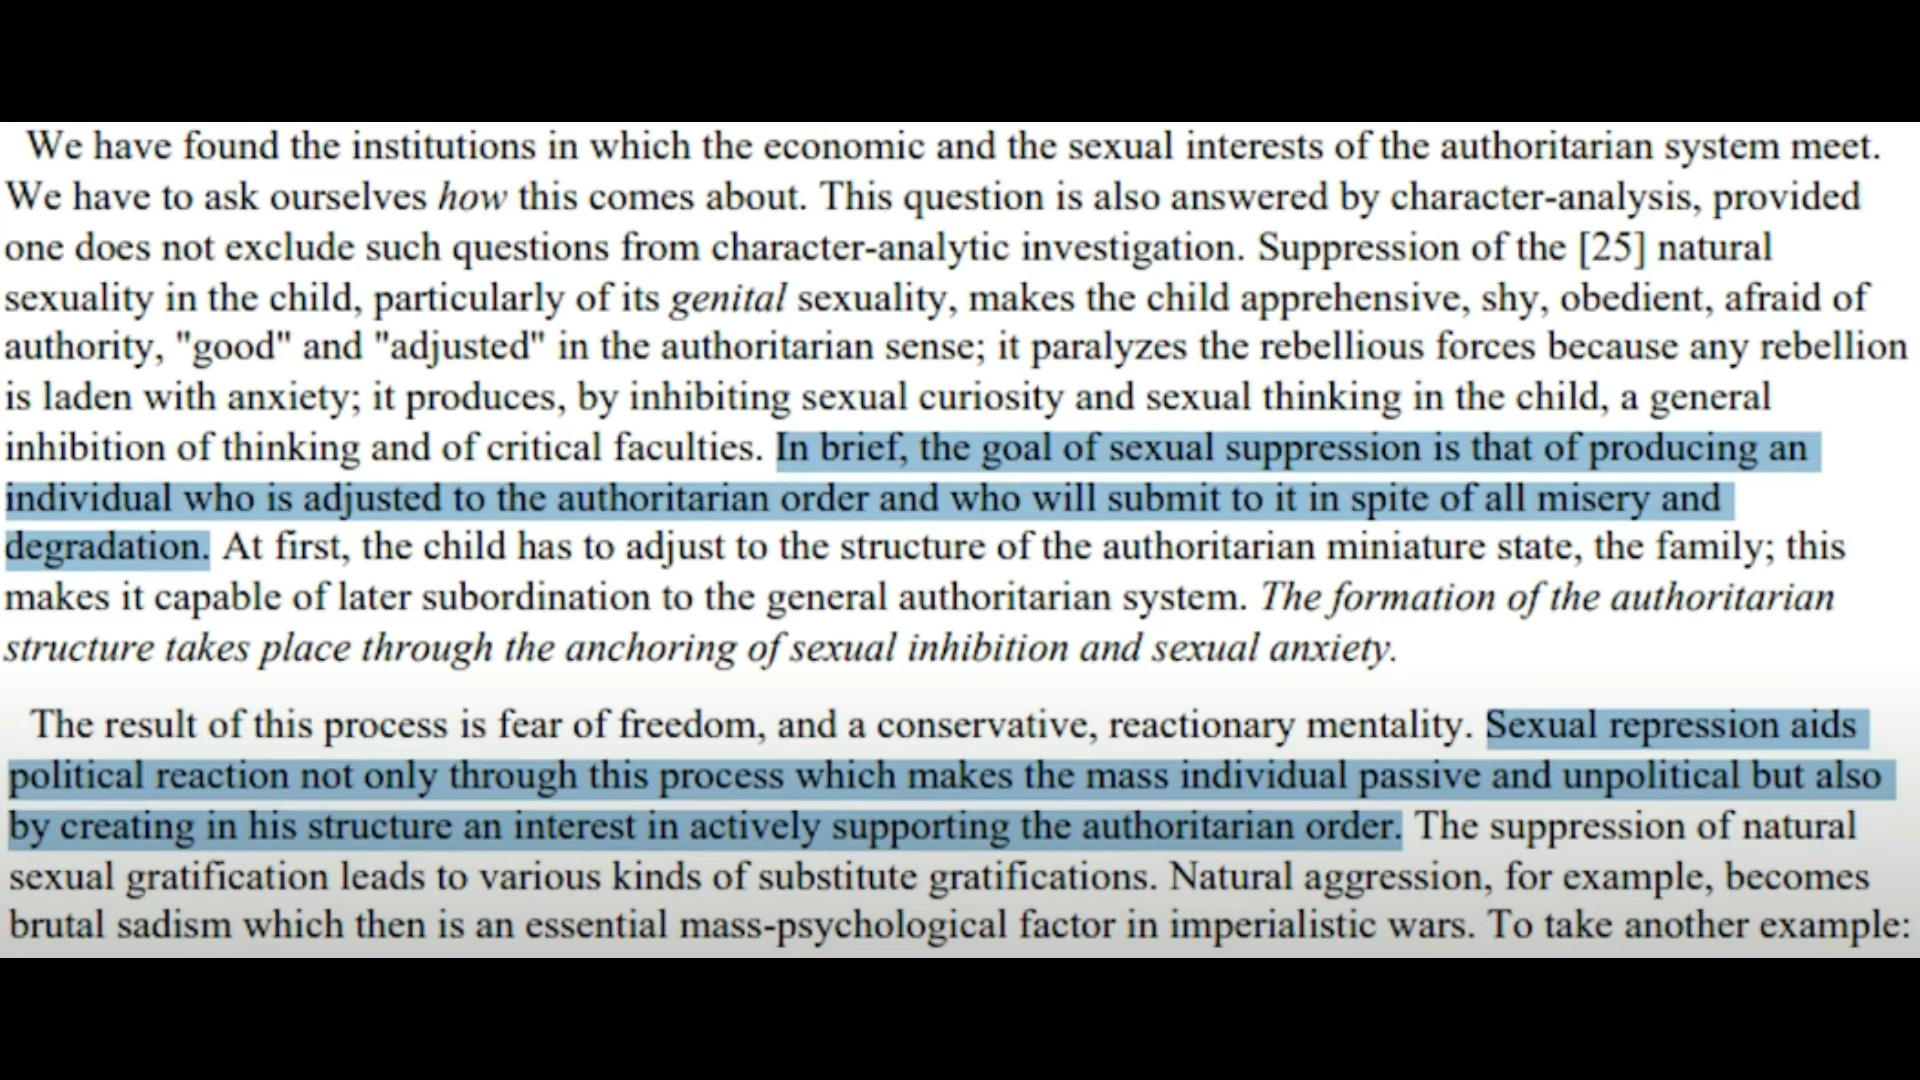 We have found the institutions in which the economic and the sexual interests of the authoritarian system meet.
We have to ask ourselves how this comes about. This question is also answered by character-analysis, provided
one does not exclude such questions from character-analytic investigation. Suppression of the [25] natural
sexuality in the child, particularly of its genital sexuality, makes the child apprehensive, shy, obedient, afraid of
authority, "good" and "adjusted" in the authoritarian sense; it paralyzes the rebellious forces because any rebellion
is laden with anxiety; it produces, by inhibiting sexual curiosity and sexual thinking in the child, a general
inhibition of thinking and of critical faculties. In brief, the goal of sexual suppression is that of producing an
individual who is adjusted to the authoritarian order and who will submit to it in spite of all misery and
degradation. At first, the child has to adjust to the structure of the authoritarian miniature state, the family; this
makes it capable of later subordination to the general authoritarian system. The formation of the authoritarian
structure takes place through the anchoring of sexual inhibition and sexual anxiety.
The result of this process is fear of freedom, and a conservative, reactionary mentality. Sexual repression aids
political reaction not only through this process which makes the mass individual passive and unpolitical but also
by creating in his structure an interest in actively supporting the authoritarian order. The suppression of natural
sexual gratification leads to various kinds of substitute gratifications. Natural aggression, for example, becomes
brutal sadism which then is an essential mass-psychological factor in imperialistic wars. To take another example: